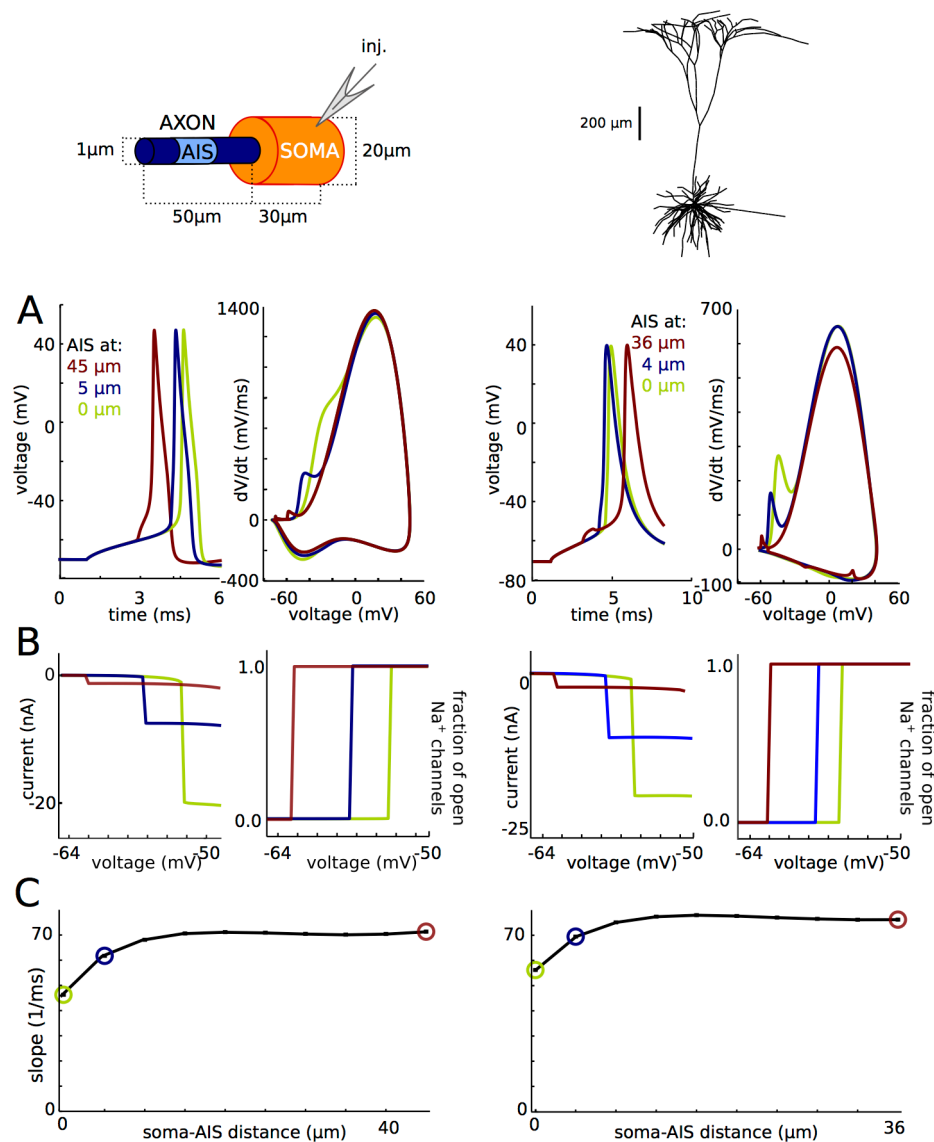 inj.
AXON
AIS
SOMA
1μm
20μm
50μm
30μm
200 μm
A
voltage (mV)
40
0
-40
AIS at:
45 μm
5 μm
0 μm
0
3
6
time (ms)
dV/dt (mV/ms)
1400
0
-400
-60
0
60
voltage (mV)
voltage (mV)
40
0
-40
-80
AIS at:
36 μm
4 μm
0 μm
0
5
10
time (ms)
dV/dt (mV/ms)
700
0
-100
-60
0
60
voltage (mV)
B
current (nA)
0
-20
-64
-50
voltage (mV)
1.0
0.0
fraction of open
Na+ channels
-64
-50
voltage (mV)
current (nA)
0
-25
-64
-50
voltage (mV)
1.0
0.0
fraction of open
Na+ channels
-64
-50
voltage (mV)
C
slope (1/ms)
70
0
0
40
soma-AIS distance (μm)
70
0
0
36
soma-AIS distance (μm)